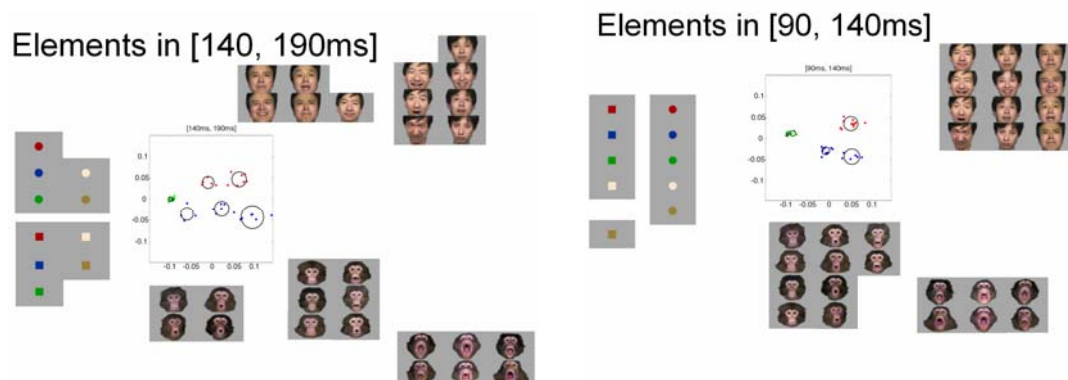 Elements in [140, 190ms]
[140ms, 190ms]
0.1
0.05
0
-0.05
-0.1
-0.1 -0.05 0 0.05 0.1
Elements in [90, 140ms]
[90ms, 140ms]
0.1
0.05
0
-0.05
-0.1
-0.1 -0.05 0 0.05 0.1